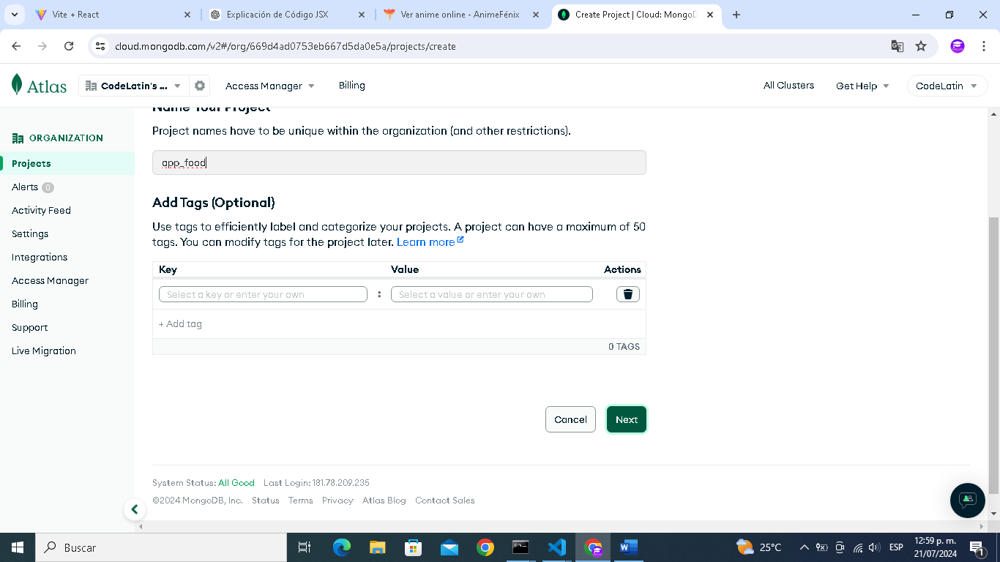 Vite + React
Explicación de Código JSX
Ver anime online - AnimeFénix
Create Project | Cloud: MongoD
cloud.mongodb.com/v2#/org/669d4ad0753eb667d5da0e5a/projects/create
Atlas
CodeLatin's ...
Access Manager
Billing
All Clusters
Get Help
CodeLatin
Name Your Project
Project names have to be unique within the organization (and other restrictions).
app_food
ORGANIZATION
Projects
Alerts 0
Activity Feed
Settings
Integrations
Access Manager
Billing
Support
Live Migration
Add Tags (Optional)
Use tags to efficiently label and categorize your projects. A project can have a maximum of 50
tags. You can modify tags for the project later. Learn more
Key Value Actions
Select a key or enter your own : Select a value or enter your own
+ Add tag
0 TAGS
Cancel Next
System Status: All Good Last Login: 181.78.209.235
©2024 MongoDB, Inc. Status Terms Privacy Atlas Blog Contact Sales
Buscar
25°C
ESP
12:59 p. m.
21/07/2024
1